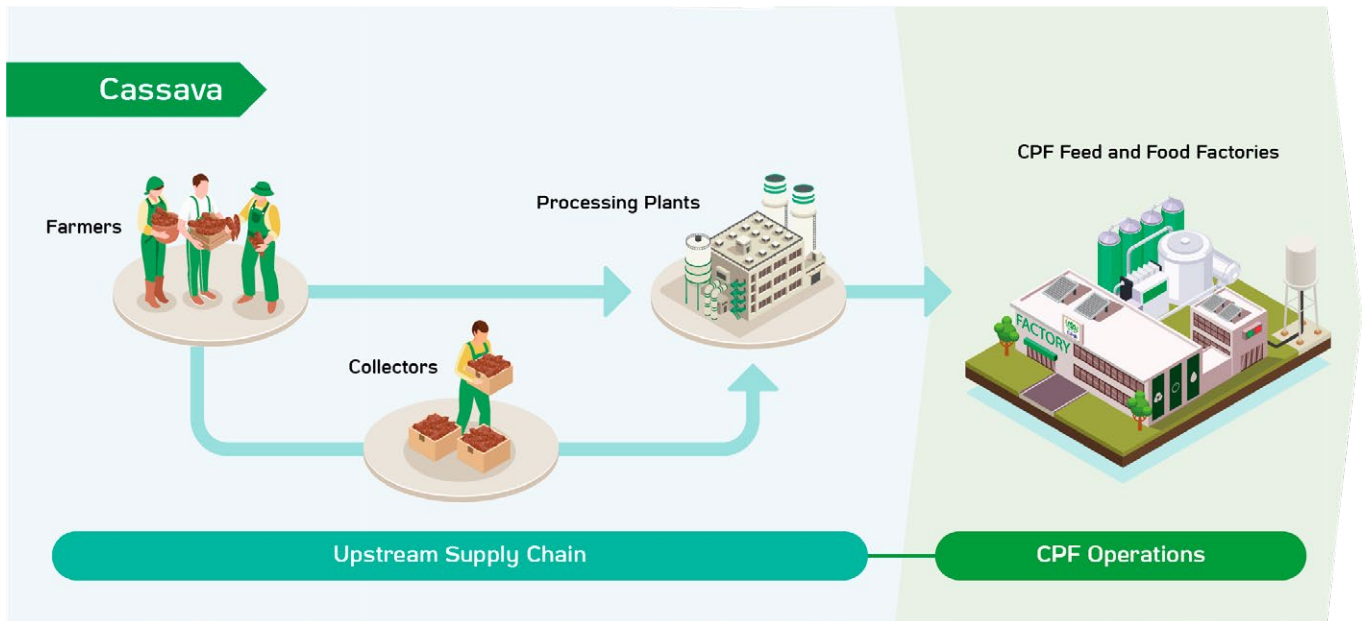 Cassava
CPF Feed and Food Factories
Processing Plants
Farmers
FACTORY
Collectors
Upstream Supply Chain
CPF Operations